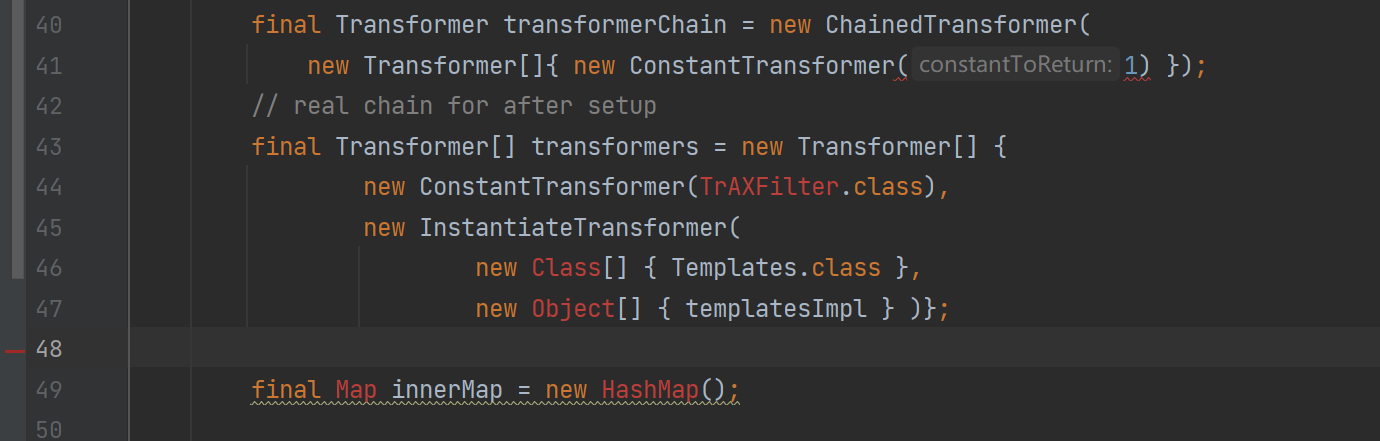 40 final Transformer transformerChain = new ChainedTransformer(
41 new Transformer[]{ new ConstantTransformer( constantToReturn: 1) });
42 // real chain for after setup
43 final Transformer[] transformers = new Transformer[] {
44 new ConstantTransformer(TrAXFilter.class),
45 new InstantiateTransformer(
46 new Class[] { Templates.class },
47 new Object[] { templatesImpl } )};
48
49 final Map innerMap = new HashMap();
50